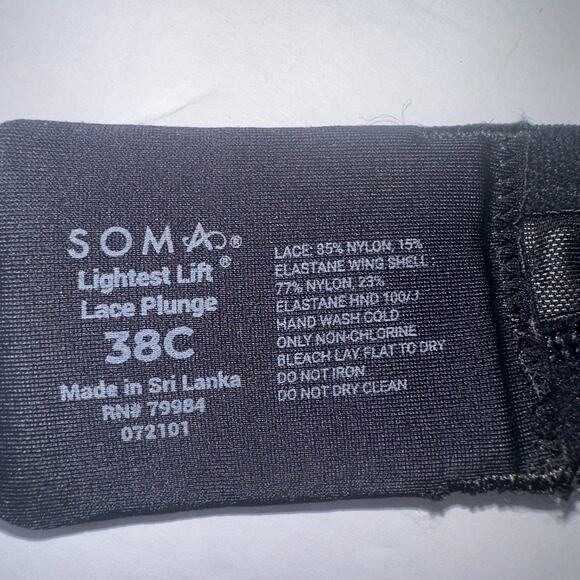 SOMA®
Lightest Lift®
Lace Plunge
38C
Made in Sri Lanka
RN# 79984
072101
LACE: 85% NYLON, 15%
ELASTANE WING SHELL:
77% NYLON, 23%
ELASTANE HND 100/J
HAND WASH COLD
ONLY NON-CHLORINE
BLEACH LAY FLAT TO DRY
DO NOT IRON
DO NOT DRY CLEAN